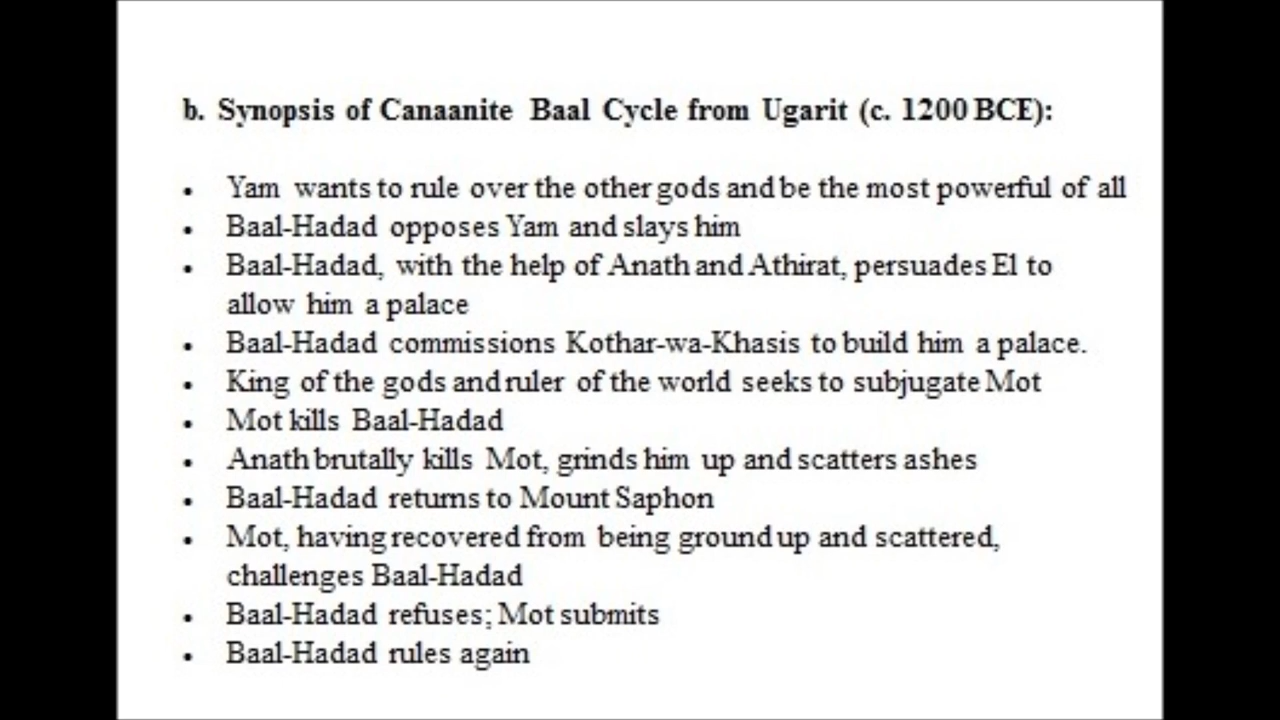 b. Synopsis of Canaanite Baal Cycle from Ugarit (c. 1200 BCE):
• Yam wants to rule over the other gods and be the most powerful of all
• Baal-Hadad opposes Yam and slays him
• Baal-Hadad, with the help of Anath and Athirat, persuades El to
allow him a palace
• Baal-Hadad commissions Kothar-wa-Khasis to build him a palace.
• King of the gods and ruler of the world seeks to subjugate Mot
• Mot kills Baal-Hadad
• Anath brutally kills Mot, grinds him up and scatters ashes
• Baal-Hadad returns to Mount Saphon
• Mot, having recovered from being ground up and scattered,
challenges Baal-Hadad
• Baal-Hadad refuses; Mot submits
• Baal-Hadad rules again